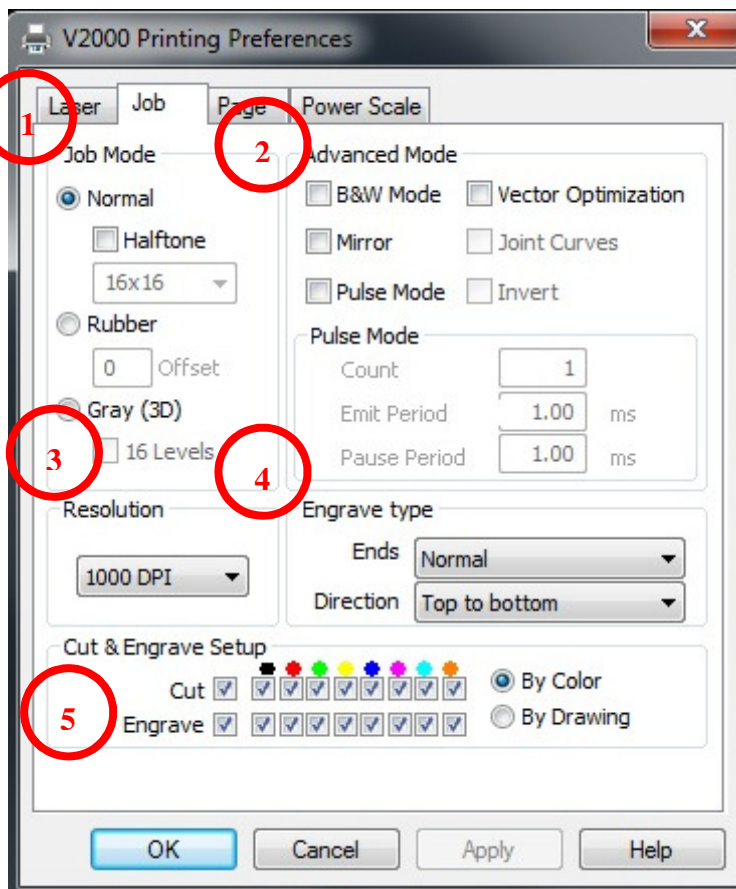 V2000 Printing Preferences
Laser Job Page Power Scale
1
2
Job Mode
Normal
Halftone
16x16
Rubber
0 Offset
Gray (3D)
16 Levels
3
Advanced Mode
B&W Mode Vector Optimization
Mirror Joint Curves
Pulse Mode Invert
Pulse Mode
Count 1
Emit Period 1.00 ms
Pause Period 1.00 ms
4
Resolution
1000 DPI
Engrave type
Ends Normal
Direction Top to bottom
Cut & Engrave Setup
Cut
Engrave
By Color
By Drawing
5
OK Cancel Apply Help